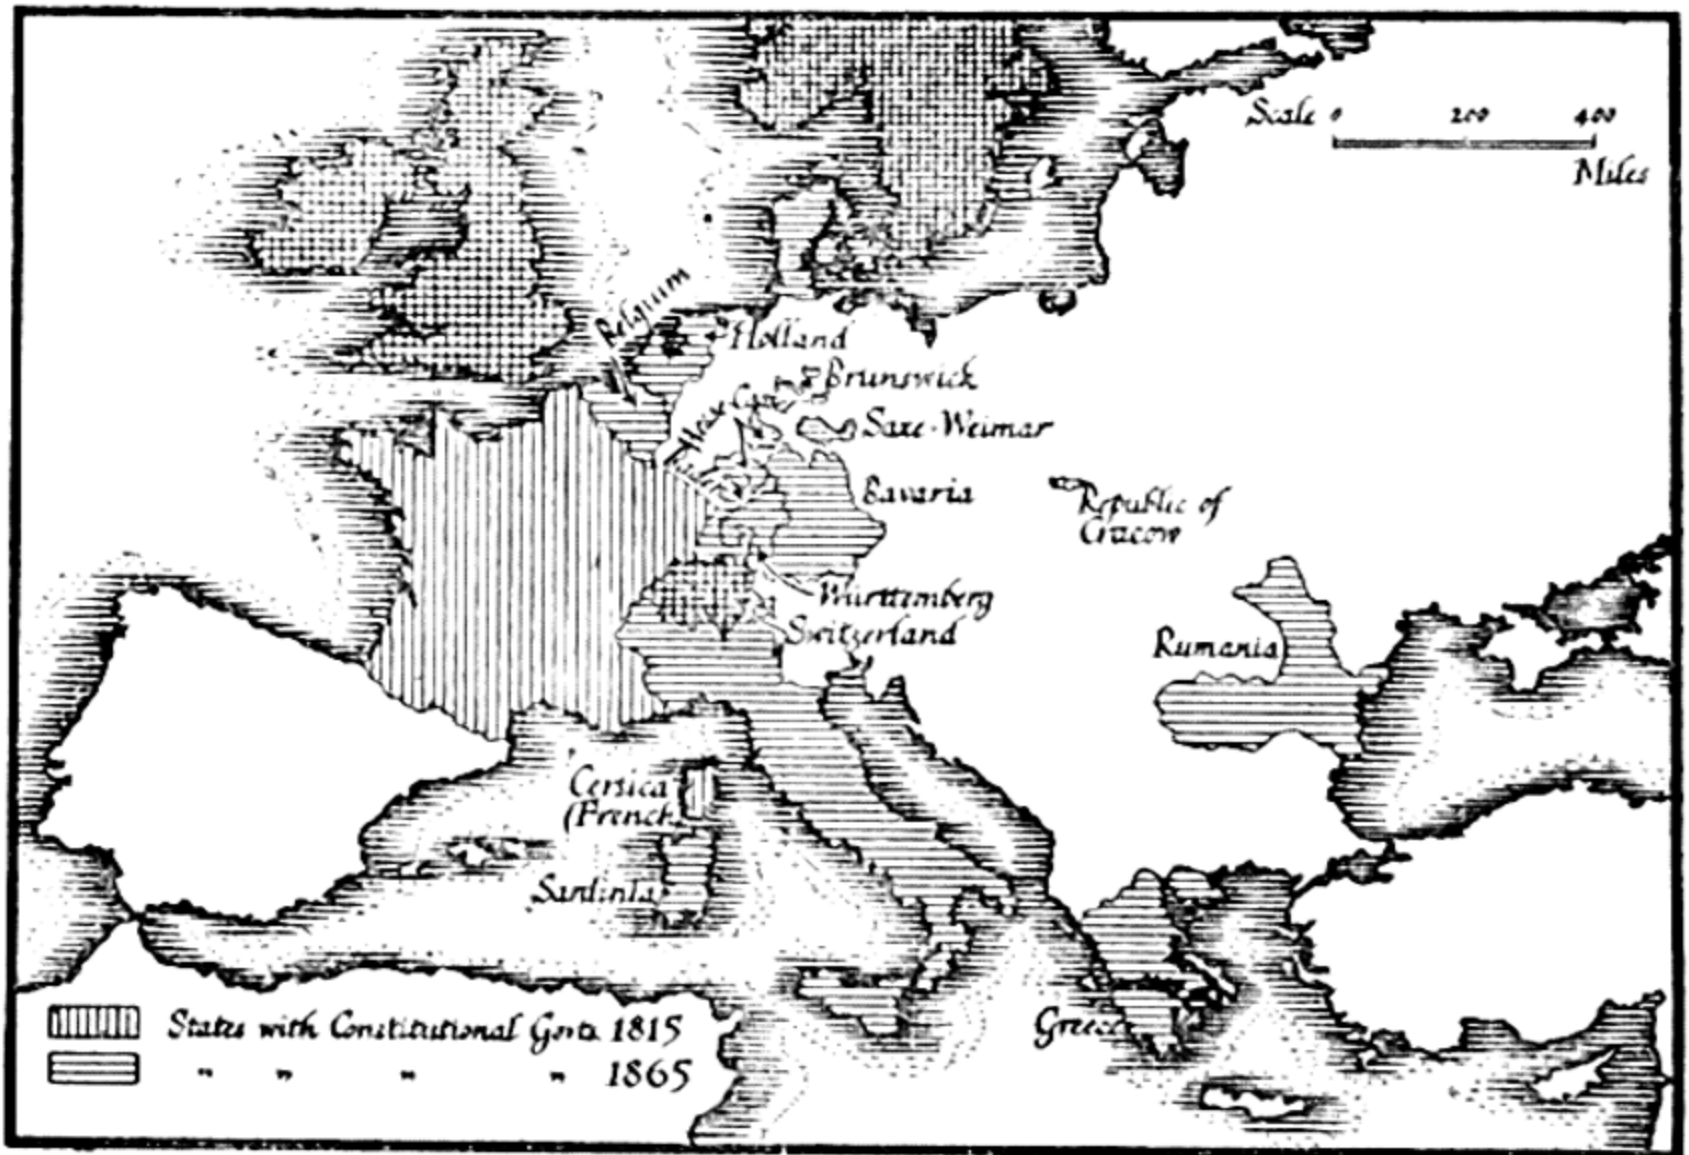 Scale 0 200 400
Miles
Belgium
Holland
Brunswick
Hesse
Saxe-Weimar
Bavaria
Republic of
Cracow
Württemberg
Switzerland
Rumania
Corsica
(French)
Sardinia
Greece
States with Constitutional Govts. 1815
" " " " 1865